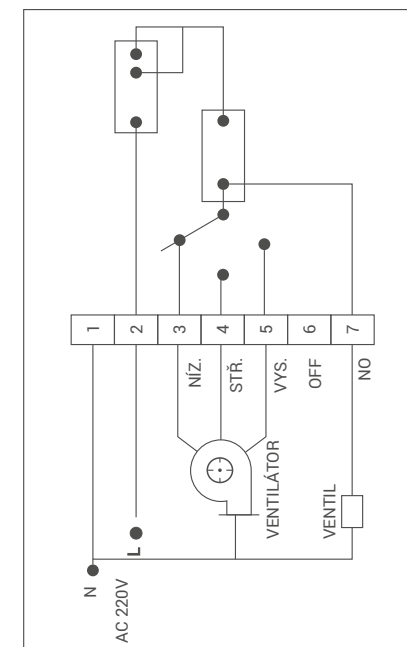 1
2
3
4
5
6
7
NÍZ.
STŘ.
VYS.
OFF
NO
VENTILÁTOR
VENTIL
L
N
AC 220V